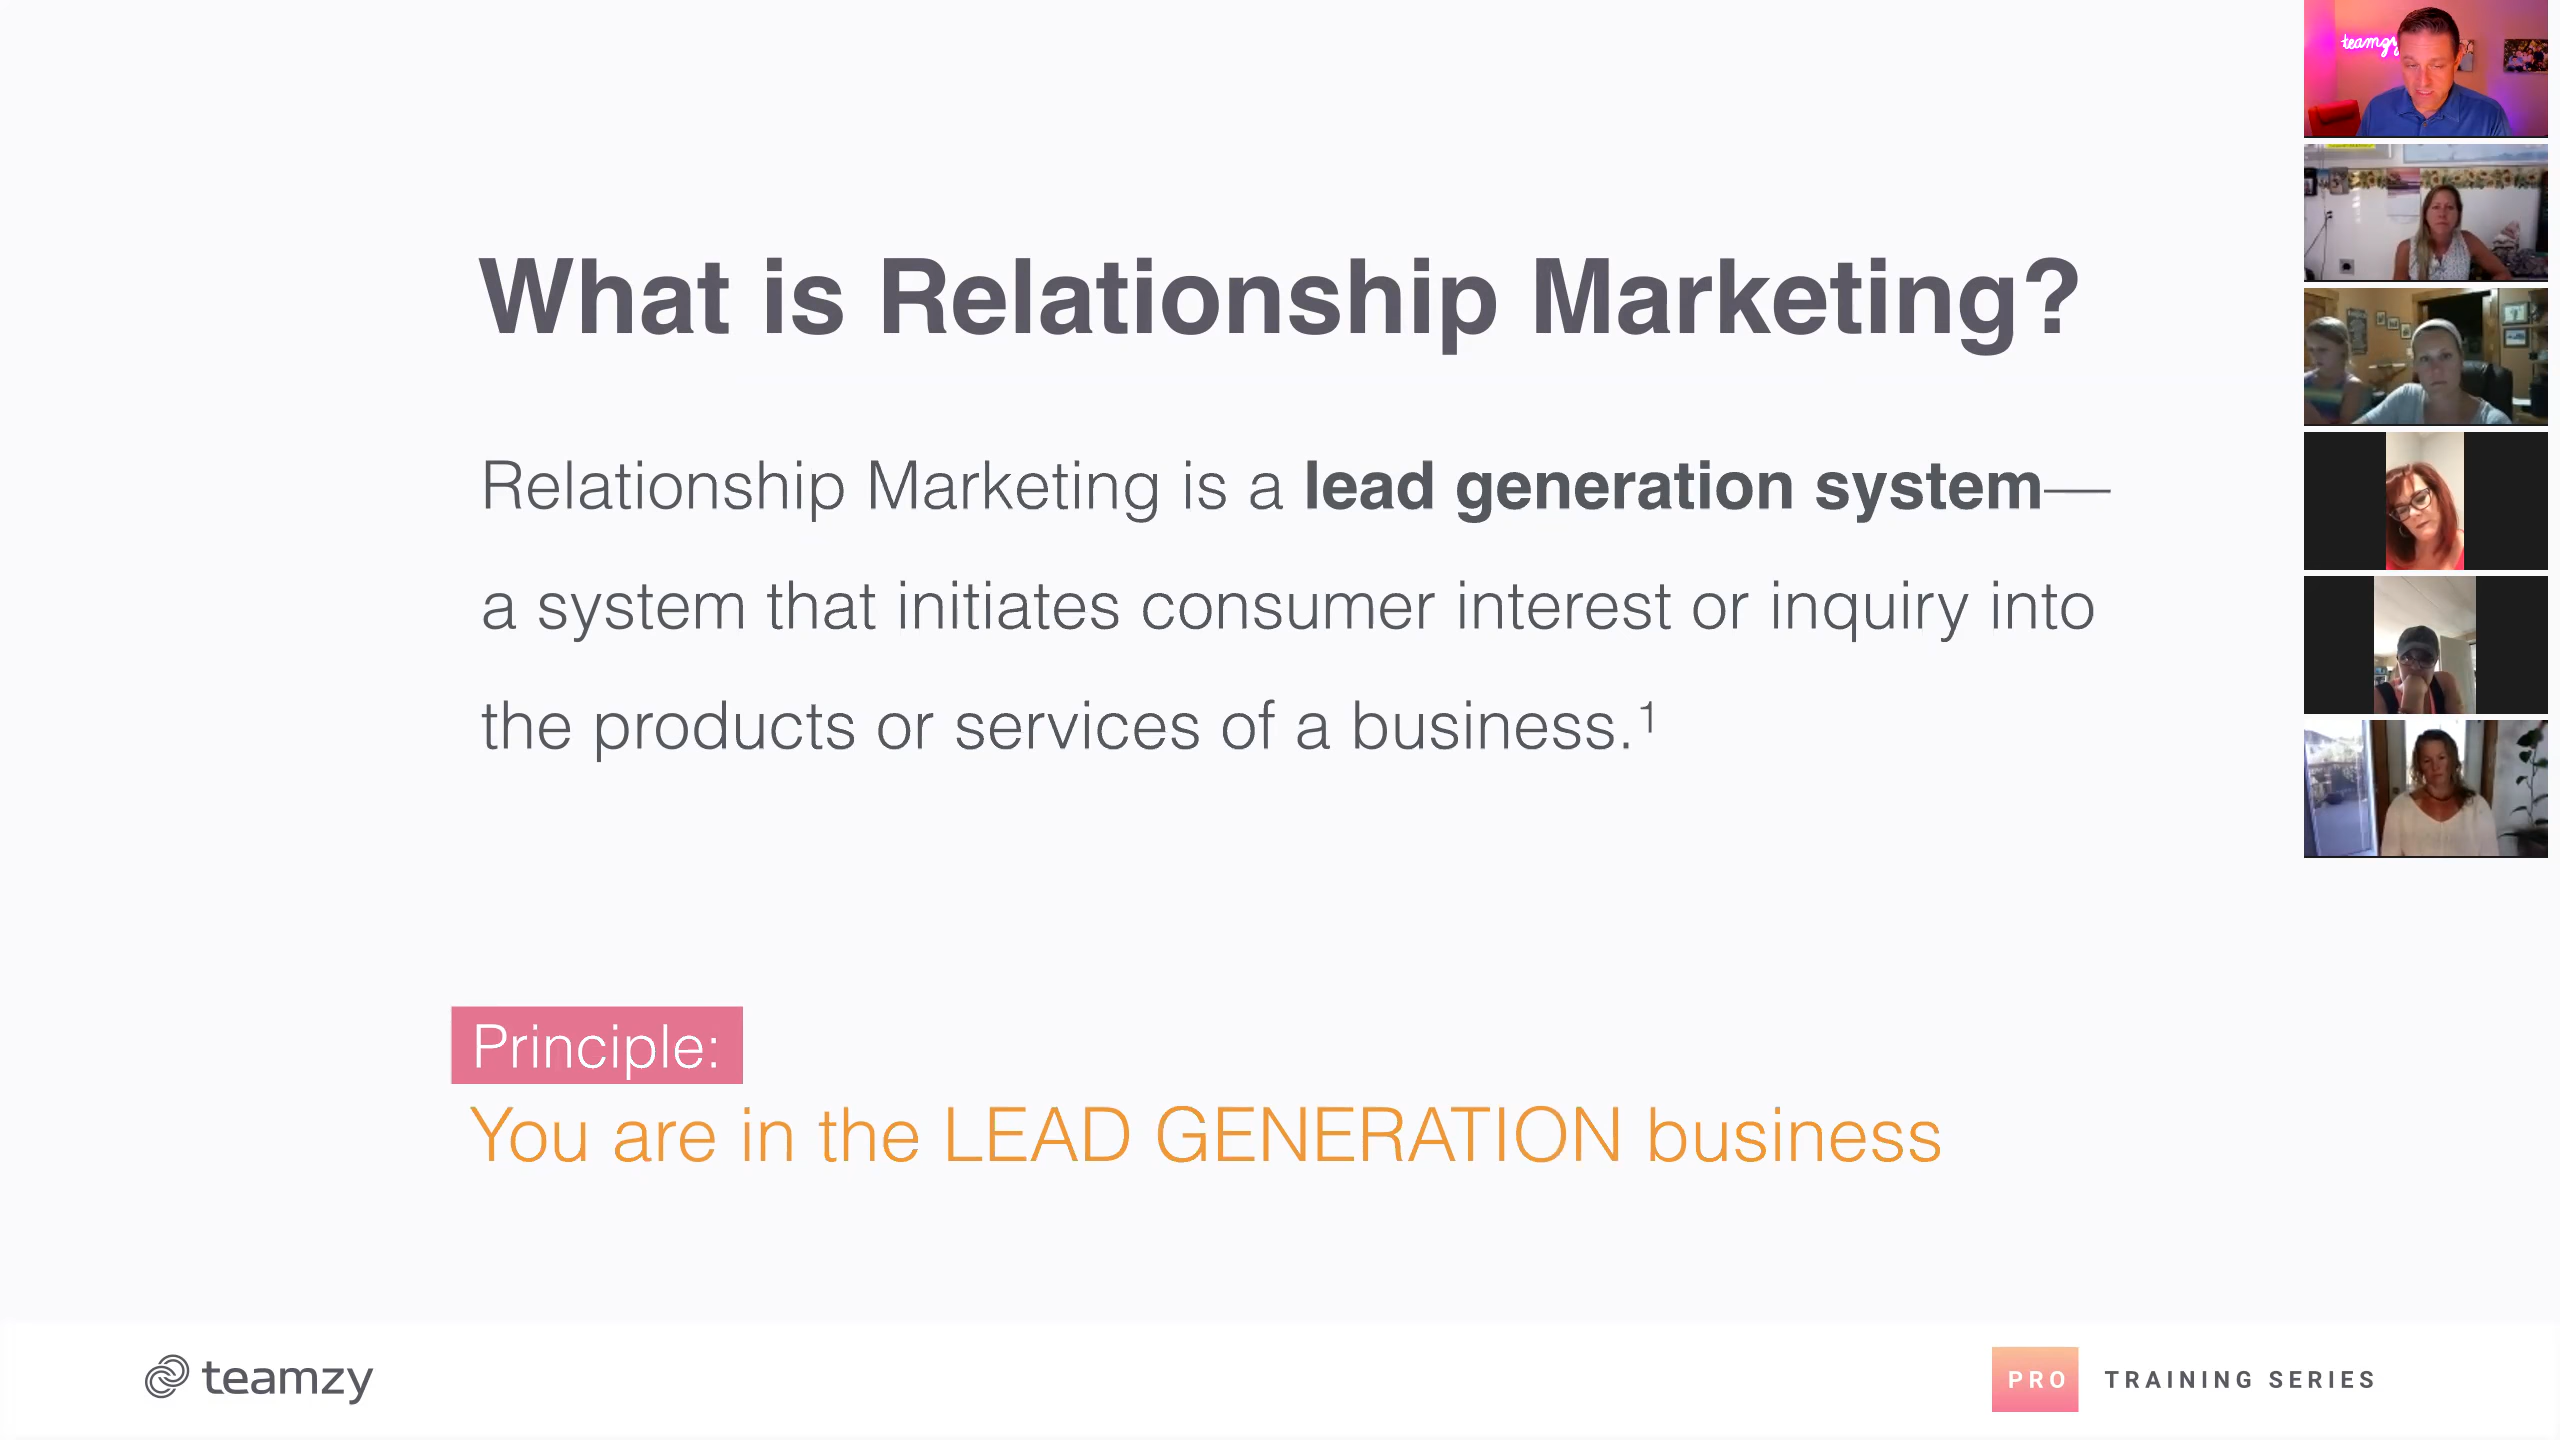 What is Relationship Marketing?
Relationship Marketing is a lead generation system—
a system that initiates consumer interest or inquiry into
the products or services of a business.¹
Principle:
You are in the LEAD GENERATION business
teamzy
PRO TRAINING SERIES
teamzy